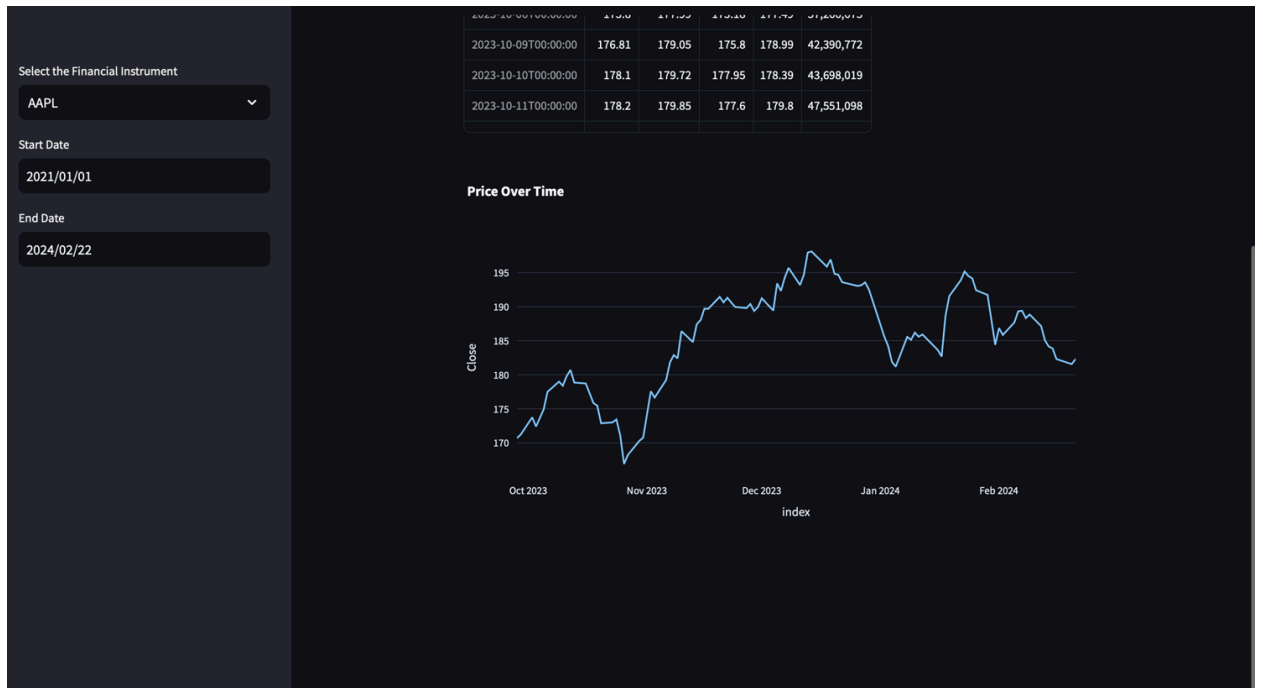 Select the Financial Instrument
AAPL
Start Date
2021/01/01
End Date
2024/02/22
2023-10-09T00:00:00 176.81 179.05 175.8 178.99 42,390,772
2023-10-10T00:00:00 178.1 179.72 177.95 178.39 43,698,019
2023-10-11T00:00:00 178.2 179.85 177.6 179.8 47,551,098
Price Over Time
195
190
185
180
175
170
Close
Oct 2023 Nov 2023 Dec 2023 Jan 2024 Feb 2024
index